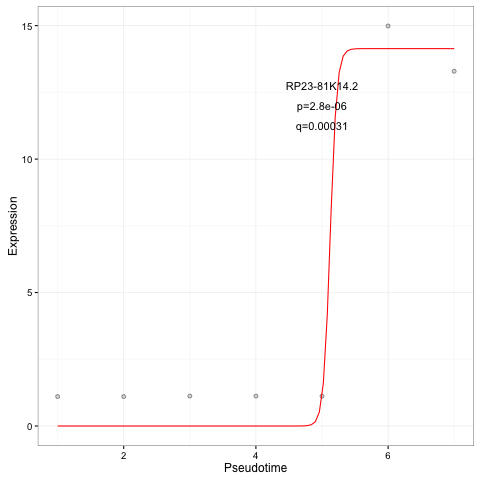 15
10
5
0
Expression
RP23-81K14.2
p=2.8e-06
q=0.00031
2
4
6
Pseudotime